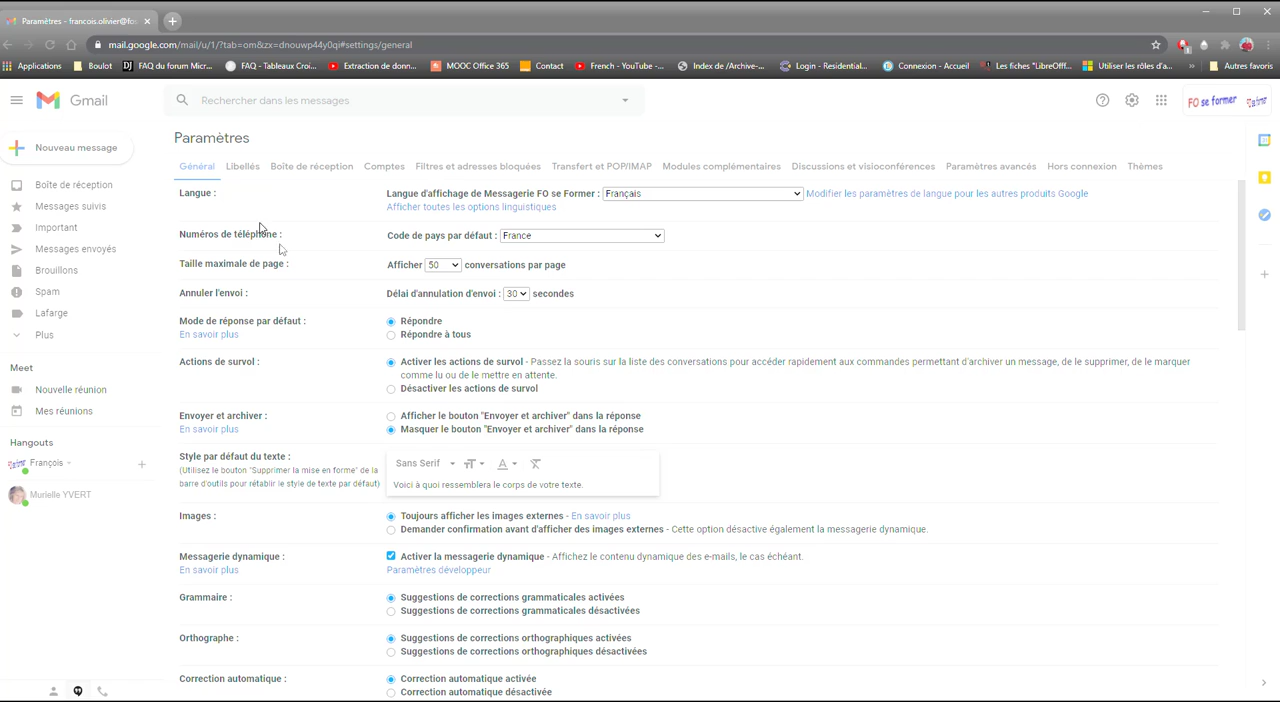 Paramètres - francois.olivier@fos
mail.google.com/mail/u/1/?tab=om&zx=dnouwp44y0qi#settings/general
Applications Boulot FAQ du forum Micr... FAQ - Tableaux Croi... Extraction de donn... MOOC Office 365 Contact French - YouTube -... Index de /Archive-... Login - Residential... Connexion - Accueil Les fiches "LibreOfff... Utiliser les rôles d'a... » Autres favoris
Gmail
Rechercher dans les messages
FO se former
Nouveau message
Boîte de réception
Messages suivis
Important
Messages envoyés
Brouillons
Spam
Lafarge
Plus
Meet
Nouvelle réunion
Mes réunions
Hangouts
François
Murielle YVERT
Paramètres
Général Libellés Boîte de réception Comptes Filtres et adresses bloquées Transfert et POP/IMAP Modules complémentaires Discussions et visioconférences Paramètres avancés Hors connexion Thèmes
Langue : Langue d'affichage de Messagerie FO se Former : Français Modifier les paramètres de langue pour les autres produits Google
Afficher toutes les options linguistiques
Numéros de téléphone : Code de pays par défaut : France
Taille maximale de page : Afficher 50 conversations par page
Annuler l'envoi : Délai d'annulation d'envoi : 30 secondes
Mode de réponse par défaut : Répondre
En savoir plus Répondre à tous
Actions de survol : Activer les actions de survol - Passez la souris sur la liste des conversations pour accéder rapidement aux commandes permettant d'archiver un message, de le supprimer, de le marquer
comme lu ou de le mettre en attente.
Désactiver les actions de survol
Envoyer et archiver : Afficher le bouton "Envoyer et archiver" dans la réponse
En savoir plus Masquer le bouton "Envoyer et archiver" dans la réponse
Style par défaut du texte : Sans Serif
(Utilisez le bouton "Supprimer la mise en forme" de la
barre d'outils pour rétablir le style de texte par défaut) Voici à quoi ressemblera le corps de votre texte.
Images : Toujours afficher les images externes - En savoir plus
Demander confirmation avant d'afficher des images externes - Cette option désactive également la messagerie dynamique.
Messagerie dynamique : Activer la messagerie dynamique - Affichez le contenu dynamique des e-mails, le cas échéant.
En savoir plus Paramètres développeur
Grammaire : Suggestions de corrections grammaticales activées
Suggestions de corrections grammaticales désactivées
Orthographe : Suggestions de corrections orthographiques activées
Suggestions de corrections orthographiques désactivées
Correction automatique : Correction automatique activée
Correction automatique désactivée